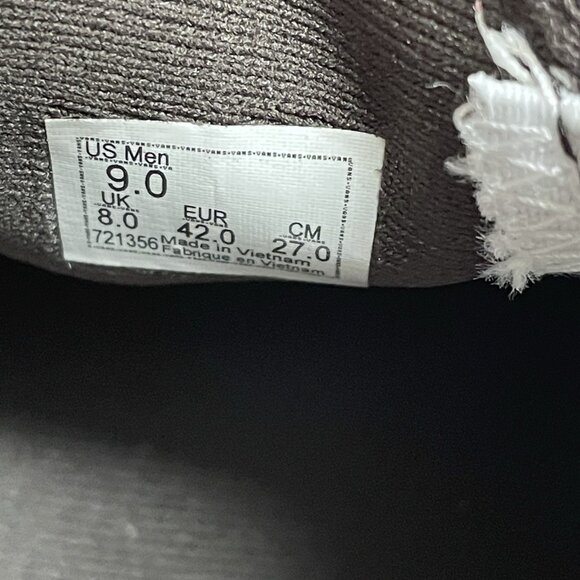 US Men
9.0
UK EUR CM
8.0 42.0 27.0
721356 Made in Vietnam
Fabriqué en Vietnam